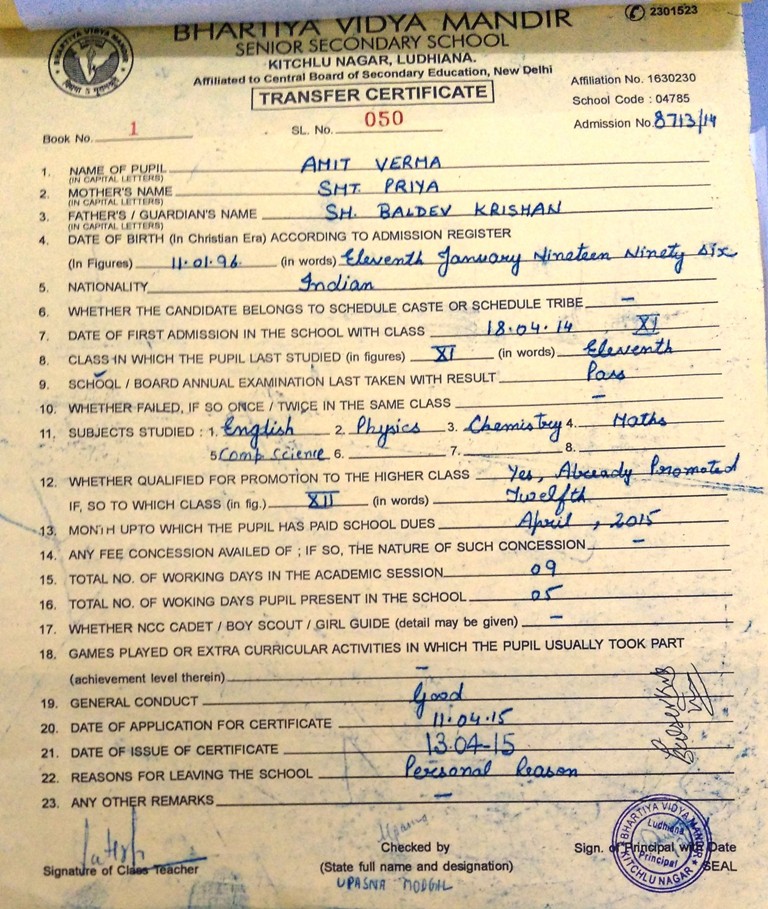 BHARTIYA VIDYA MANDIR
2301523
SENIOR SECONDARY SCHOOL
KITCHLU NAGAR, LUDHIANA.
Affiliated to Central Board of Secondary Education, New Delhi
TRANSFER CERTIFICATE
Affiliation No. 1630230
School Code : 04785
Admission No. 8713/14
Book No. 1 SL. No. 050
1. NAME OF PUPIL AMIT VERMA
(IN CAPITAL LETTERS)
2. MOTHER'S NAME SMT. PRIYA
(IN CAPITAL LETTERS)
3. FATHER'S / GUARDIAN'S NAME SH. BALDEV KRISHAN
(IN CAPITAL LETTERS)
4. DATE OF BIRTH (In Christian Era) ACCORDING TO ADMISSION REGISTER
(In Figures) 11.01.96 (in words) Eleventh January Nineteen Ninety Six
5. NATIONALITY Indian
6. WHETHER THE CANDIDATE BELONGS TO SCHEDULE CASTE OR SCHEDULE TRIBE –
7. DATE OF FIRST ADMISSION IN THE SCHOOL WITH CLASS 18.04.14 XI
8. CLASS IN WHICH THE PUPIL LAST STUDIED (in figures) XI (in words) Eleventh
9. SCHOOL / BOARD ANNUAL EXAMINATION LAST TAKEN WITH RESULT Pass
10. WHETHER FAILED, IF SO ONCE / TWICE IN THE SAME CLASS –
11. SUBJECTS STUDIED : 1. English 2. Physics 3. Chemistry 4. Maths
5. Comp Science 6. 7. 8.
12. WHETHER QUALIFIED FOR PROMOTION TO THE HIGHER CLASS Yes, Already Promoted
IF, SO TO WHICH CLASS (in fig.) XII (in words) Twelfth
13. MONTH UPTO WHICH THE PUPIL HAS PAID SCHOOL DUES April , 2015
14. ANY FEE CONCESSION AVAILED OF ; IF SO, THE NATURE OF SUCH CONCESSION –
15. TOTAL NO. OF WORKING DAYS IN THE ACADEMIC SESSION 09
16. TOTAL NO. OF WOKING DAYS PUPIL PRESENT IN THE SCHOOL 05
17. WHETHER NCC CADET / BOY SCOUT / GIRL GUIDE (detail may be given) –
18. GAMES PLAYED OR EXTRA CURRICULAR ACTIVITIES IN WHICH THE PUPIL USUALLY TOOK PART
(achievement level therein) –
19. GENERAL CONDUCT Good
20. DATE OF APPLICATION FOR CERTIFICATE 11.04.15
21. DATE OF ISSUE OF CERTIFICATE 13.04-15
22. REASONS FOR LEAVING THE SCHOOL Personal Reason
23. ANY OTHER REMARKS –
Signature of Class Teacher
Checked by
(State full name and designation)
UPASNA MODGIL
Sign. of Principal with Date
SEAL
BHARTIYA VIDYA MANDIR
Ludhiana
Principal
KITCHLU NAGAR